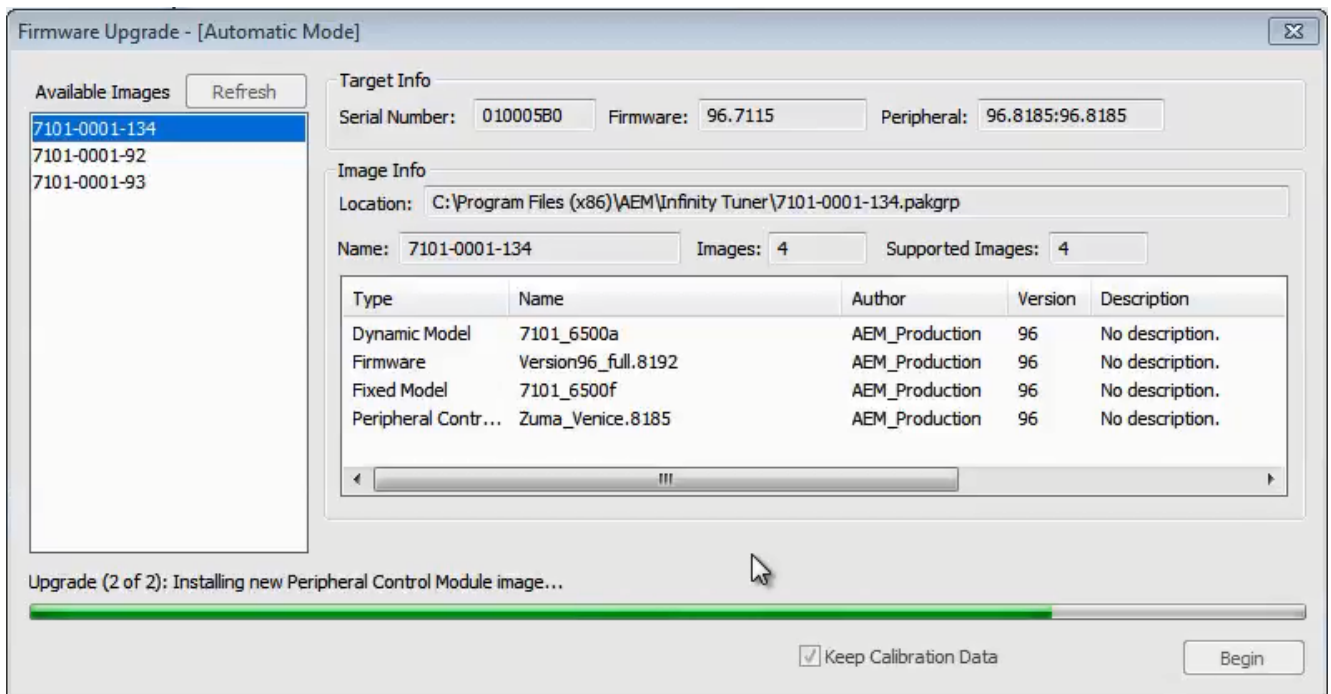 Firmware Upgrade - [Automatic Mode]
Available Images Refresh
7101-0001-134
7101-0001-92
7101-0001-93
Target Info
Serial Number: 010005B0 Firmware: 96.7115 Peripheral: 96.8185:96.8185
Image Info
Location: C:\Program Files (x86)\AEM\Infinity Tuner\7101-0001-134.pakgrp
Name: 7101-0001-134 Images: 4 Supported Images: 4
Type Name Author Version Description
Dynamic Model 7101_6500a AEM_Production 96 No description.
Firmware Version96_full.8192 AEM_Production 96 No description.
Fixed Model 7101_6500f AEM_Production 96 No description.
Peripheral Contr... Zuma_Venice.8185 AEM_Production 96 No description.
Upgrade (2 of 2): Installing new Peripheral Control Module image...
Keep Calibration Data
Begin